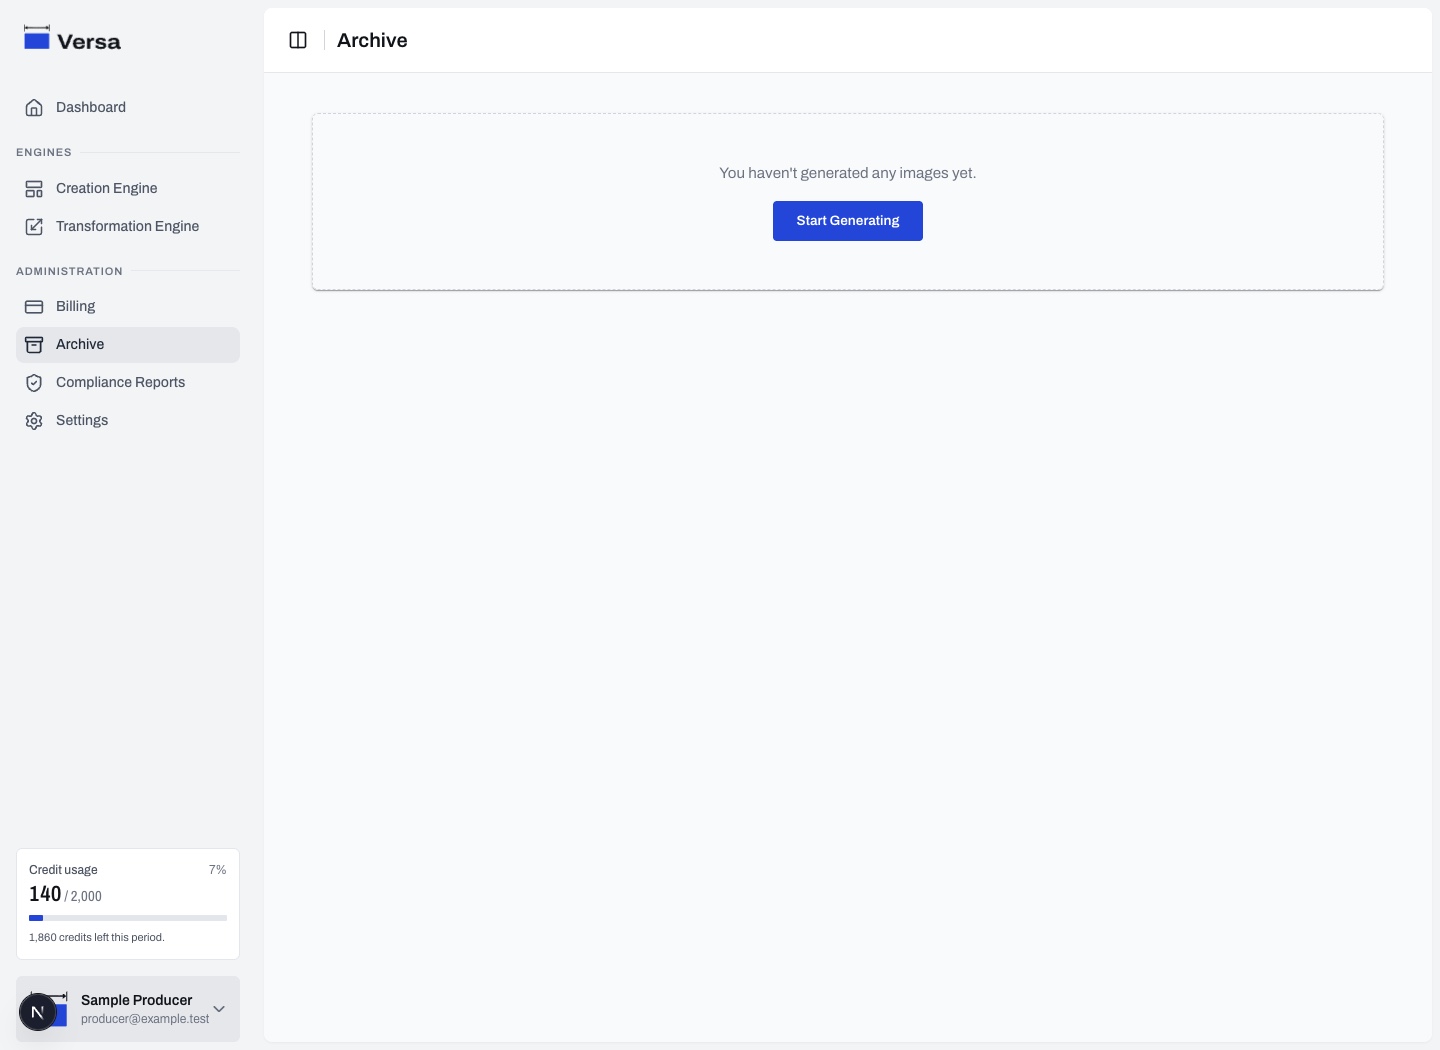 Versa
Archive
Dashboard
ENGINES
Creation Engine
Transformation Engine
ADMINISTRATION
Billing
Archive
Compliance Reports
Settings
You haven't generated any images yet.
Start Generating
Credit usage 7%
140 / 2,000
1,860 credits left this period.
N
Sample Producer
producer@example.test